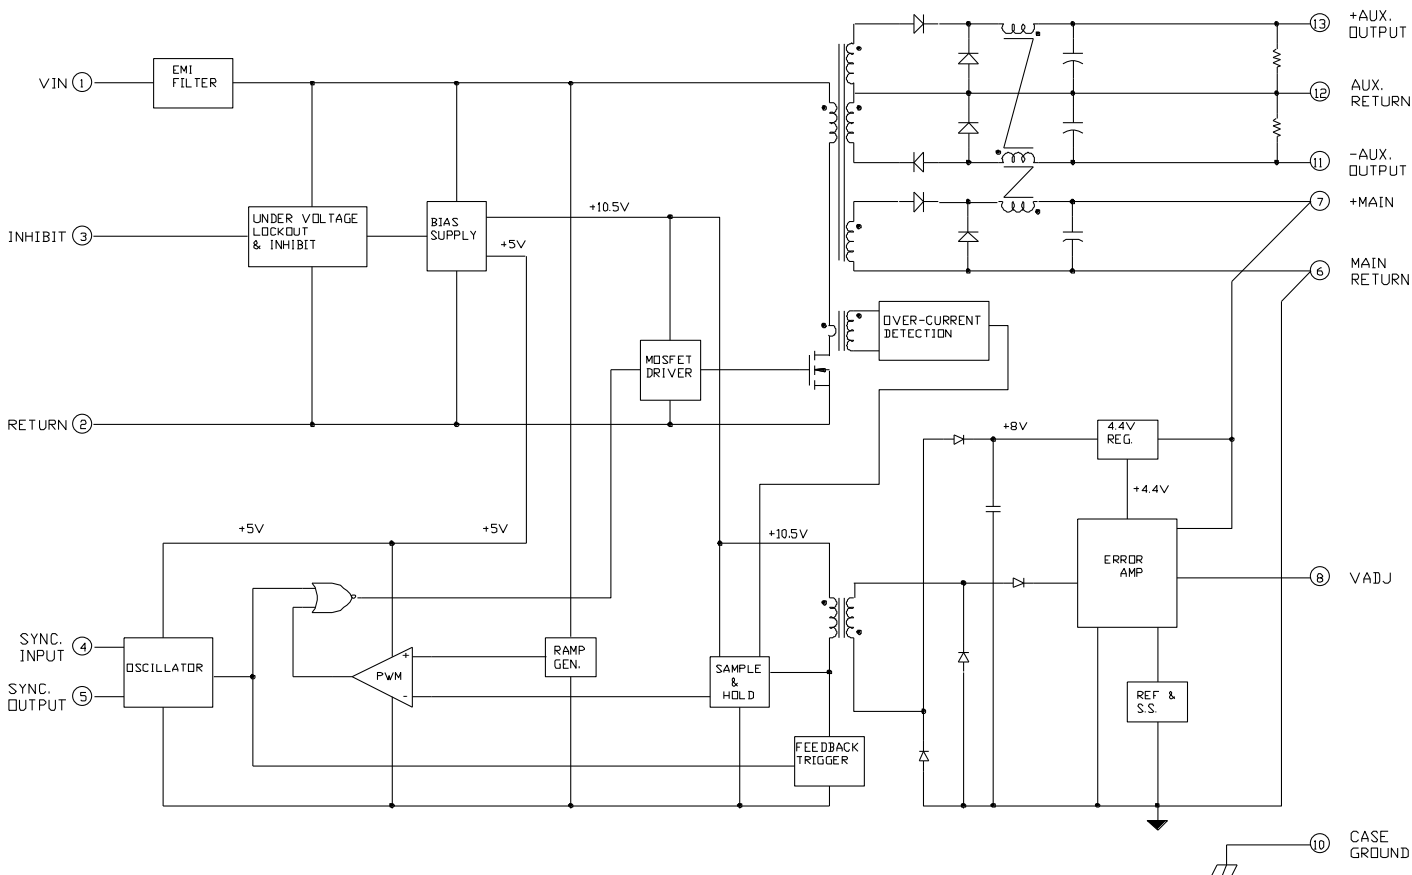 13
+AUX.
OUTPUT
EMI
FILTER
VIN 1
12
AUX.
RETURN
11
-AUX.
OUTPUT
7
+MAIN
+10.5V
UNDER VOLTAGE
LOCKOUT
& INHIBIT
BIAS
SUPPLY
INHIBIT 3
+5V
6
MAIN
RETURN
OVER-CURRENT
DETECTION
MOSFET
DRIVER
RETURN 2
+8V
4.4V
REG.
+4.4V
+5V
+5V
+10.5V
ERROR
AMP
8
VADJ
SYNC.
INPUT
4
OSCILLATOR
SYNC.
OUTPUT
5
+
PWM
-
RAMP
GEN.
SAMPLE
&
HOLD
REF &
S.S.
FEEDBACK
TRIGGER
10
CASE
GROUND